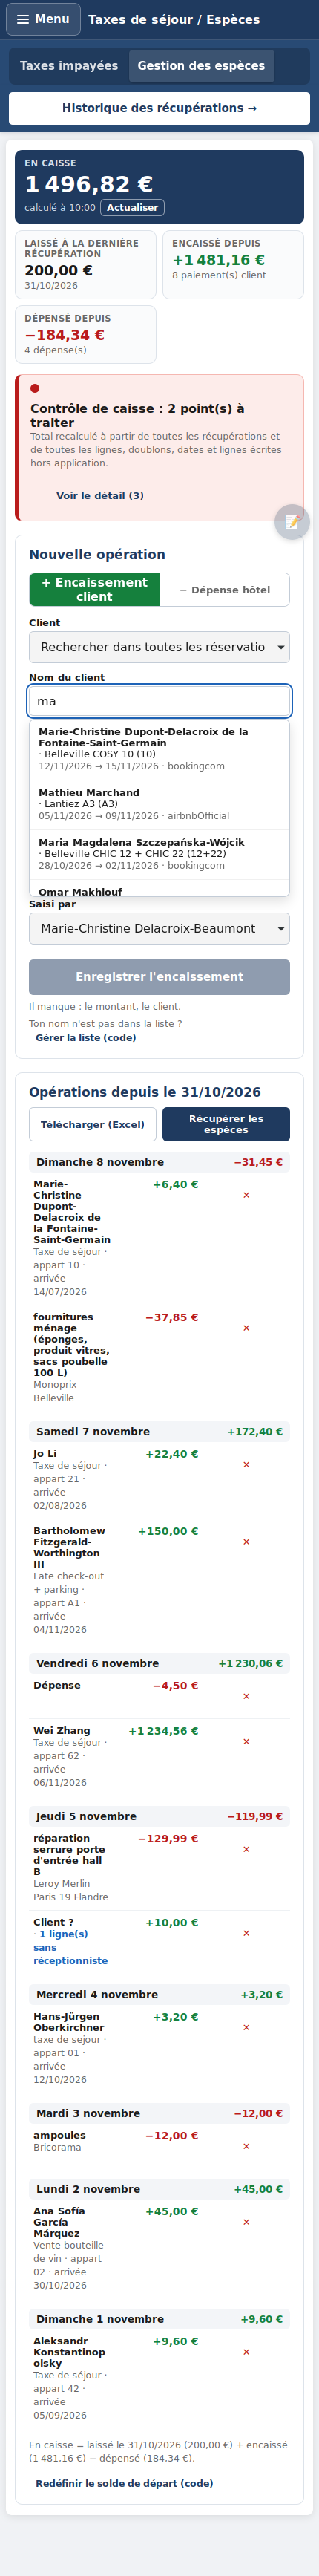 Menu
Taxes de séjour / Espèces
Taxes impayées
Gestion des espèces
Historique des récupérations →
EN CAISSE
1 496,82 €
calculé à 10:00
Actualiser
LAISSÉ À LA DERNIÈRE
RÉCUPÉRATION
200,00 €
31/10/2026
ENCAISSÉ DEPUIS
+1 481,16 €
8 paiement(s) client
DÉPENSÉ DEPUIS
−184,34 €
4 dépense(s)
Contrôle de caisse : 2 point(s) à
traiter
Total recalculé à partir de toutes les récupérations et
de toutes les lignes, doublons, dates et lignes écrites
hors application.
Voir le détail (3)
Nouvelle opération
+ Encaissement
client
− Dépense hôtel
Client
Rechercher dans toutes les réservatio
Nom du client
ma
Marie-Christine Dupont-Delacroix de la
Fontaine-Saint-Germain
· Belleville COSY 10 (10)
12/11/2026 → 15/11/2026 · bookingcom
Mathieu Marchand
· Lantiez A3 (A3)
05/11/2026 → 09/11/2026 · airbnbOfficial
Maria Magdalena Szczepańska-Wójcik
· Belleville CHIC 12 + CHIC 22 (12+22)
28/10/2026 → 02/11/2026 · bookingcom
Omar Makhlouf
Saisi par
Marie-Christine Delacroix-Beaumont
Enregistrer l'encaissement
Il manque : le montant, le client.
Ton nom n'est pas dans la liste ?
Gérer la liste (code)
Opérations depuis le 31/10/2026
Télécharger (Excel)
Récupérer les
espèces
Dimanche 8 novembre
−31,45 €
Marie-
Christine
Dupont-
Delacroix de
la Fontaine-
Saint-Germain
Taxe de séjour ·
appart 10 ·
arrivée
14/07/2026
+6,40 €
✕
fournitures
ménage
(éponges,
produit vitres,
sacs poubelle
100 L)
Monoprix
Belleville
−37,85 €
✕
Samedi 7 novembre
+172,40 €
Jo Li
Taxe de séjour ·
appart 21 ·
arrivée
02/08/2026
+22,40 €
✕
Bartholomew
Fitzgerald-
Worthington
III
Late check-out
+ parking ·
appart A1 ·
arrivée
04/11/2026
+150,00 €
✕
Vendredi 6 novembre
+1 230,06 €
Dépense
−4,50 €
✕
Wei Zhang
Taxe de séjour ·
appart 62 ·
arrivée
06/11/2026
+1 234,56 €
✕
Jeudi 5 novembre
−119,99 €
réparation
serrure porte
d'entrée hall
B
Leroy Merlin
Paris 19 Flandre
−129,99 €
✕
Client ?
· 1 ligne(s)
sans
réceptionniste
+10,00 €
✕
Mercredi 4 novembre
+3,20 €
Hans-Jürgen
Oberkirchner
taxe de sejour ·
appart 01 ·
arrivée
12/10/2026
+3,20 €
✕
Mardi 3 novembre
−12,00 €
ampoules
Bricorama
−12,00 €
✕
Lundi 2 novembre
+45,00 €
Ana Sofía
García
Márquez
Vente bouteille
de vin · appart
02 · arrivée
30/10/2026
+45,00 €
✕
Dimanche 1 novembre
+9,60 €
Aleksandr
Konstantinop
olsky
Taxe de séjour ·
appart 42 ·
arrivée
05/09/2026
+9,60 €
✕
En caisse = laissé le 31/10/2026 (200,00 €) + encaissé
(1 481,16 €) − dépensé (184,34 €).
Redéfinir le solde de départ (code)